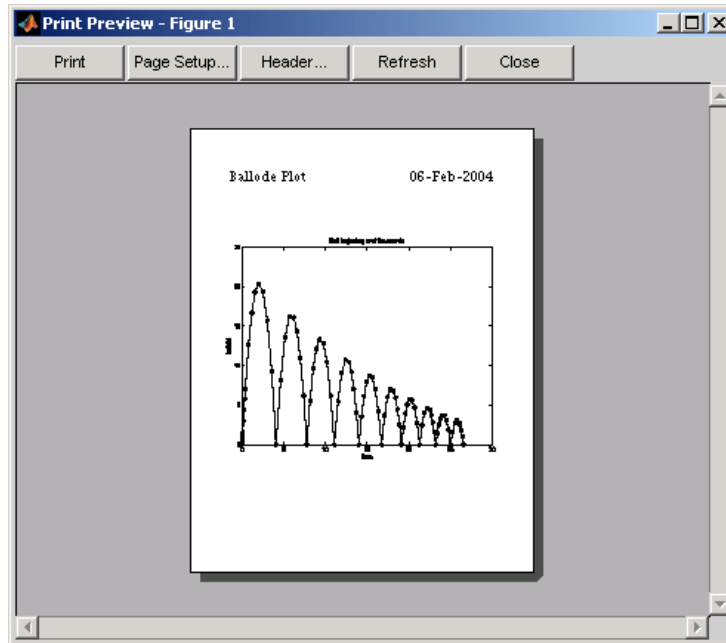 Print Preview - Figure 1
Print Page Setup... Header... Refresh Close
Ballode Plot 06-Feb-2004